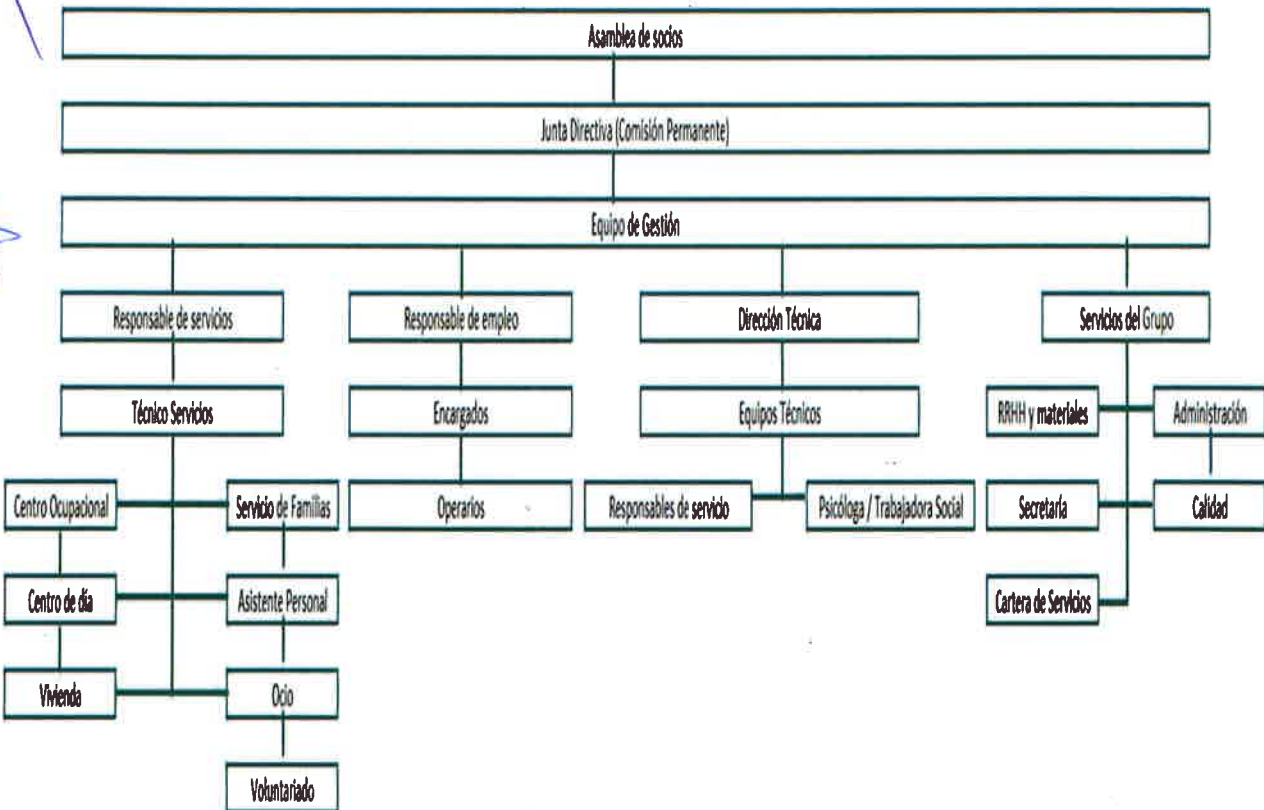 Asamblea de socios
Junta Directiva (Comisión Permanente)
Equipo de Gestión
Responsable de servicios
Responsable de empleo
Dirección Técnica
Servicios del Grupo
Técnico Servicios
Encargados
Equipos Técnicos
RRHH y materiales
Administración
Centro Ocupacional
Servicio de Familias
Operarios
Responsables de servicio
Psicóloga / Trabajadora Social
Secretaría
Calidad
Centro de día
Asistente Personal
Cartera de Servicios
Vivienda
Ocio
Voluntariado